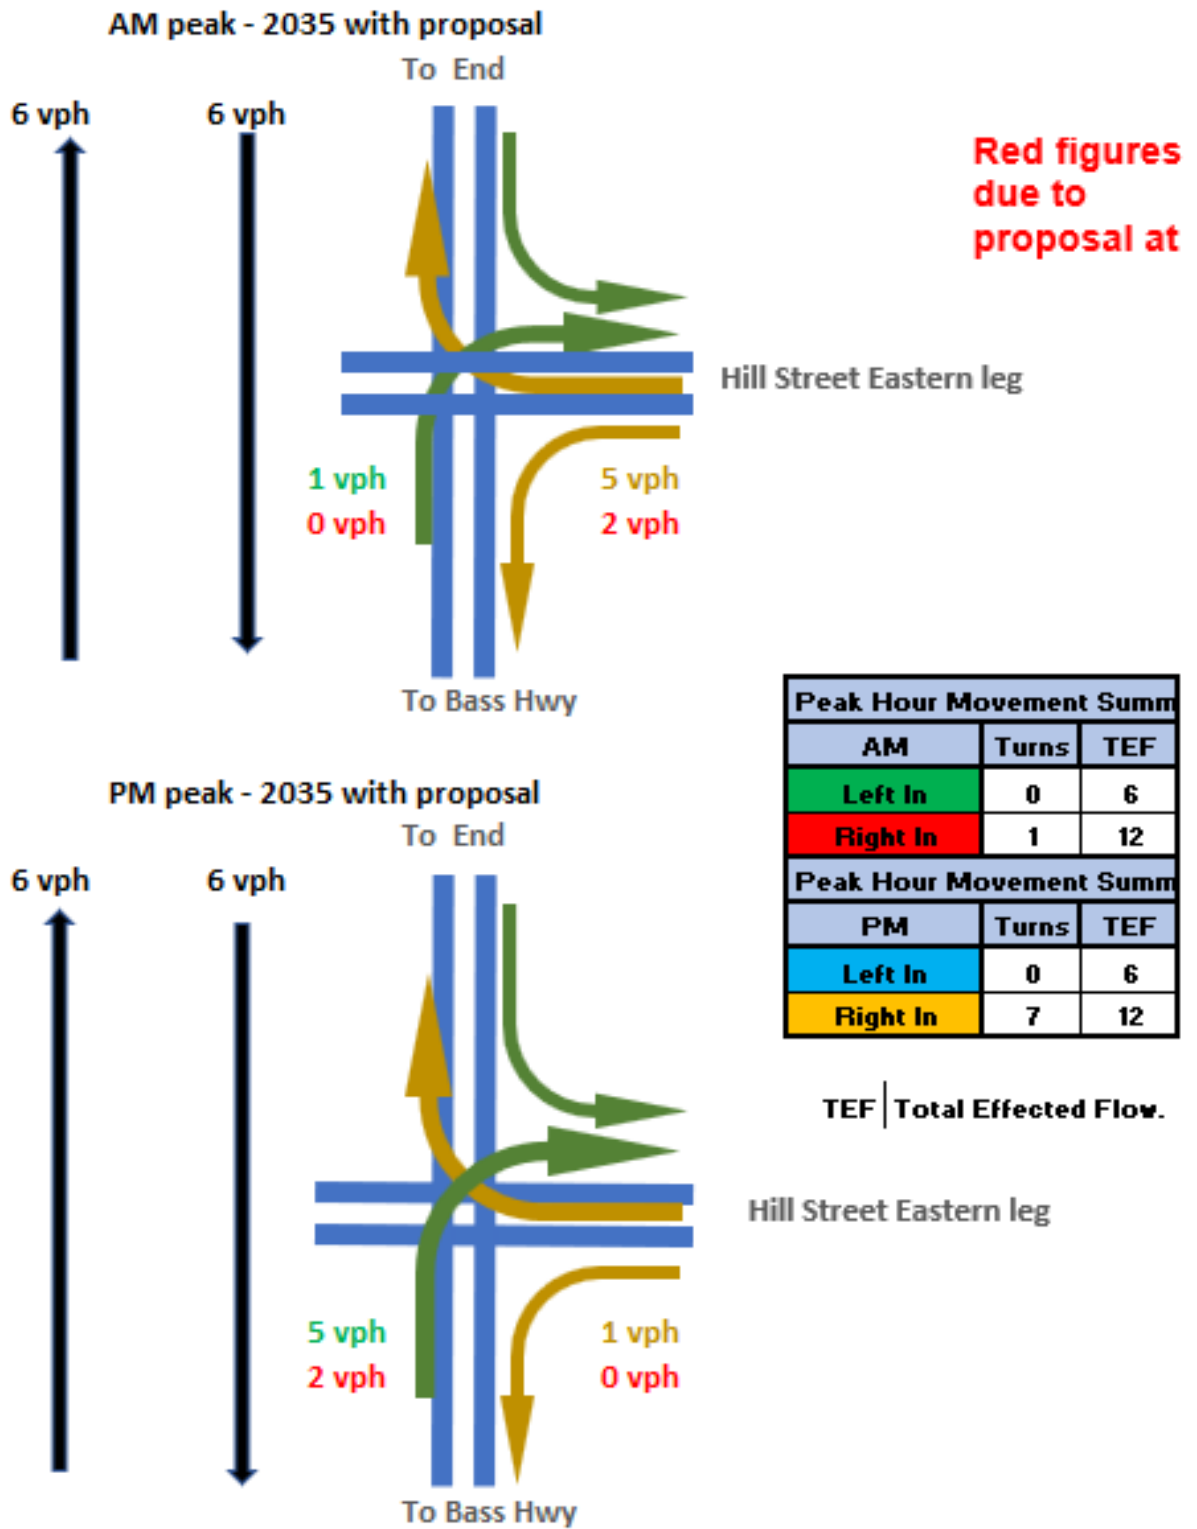 AM peak - 2035 with proposal
To End
6 vph 6 vph
Red figures
due to
proposal at
Hill Street Eastern leg
1 vph 5 vph
0 vph 2 vph
To Bass Hwy
Peak Hour Movement Summ
AM Turns TEF
Left In 0 6
Right In 1 12
Peak Hour Movement Summ
PM Turns TEF
Left In 0 6
Right In 7 12
TEF Total Effected Flow.
PM peak - 2035 with proposal
To End
6 vph 6 vph
Hill Street Eastern leg
5 vph 1 vph
2 vph 0 vph
To Bass Hwy